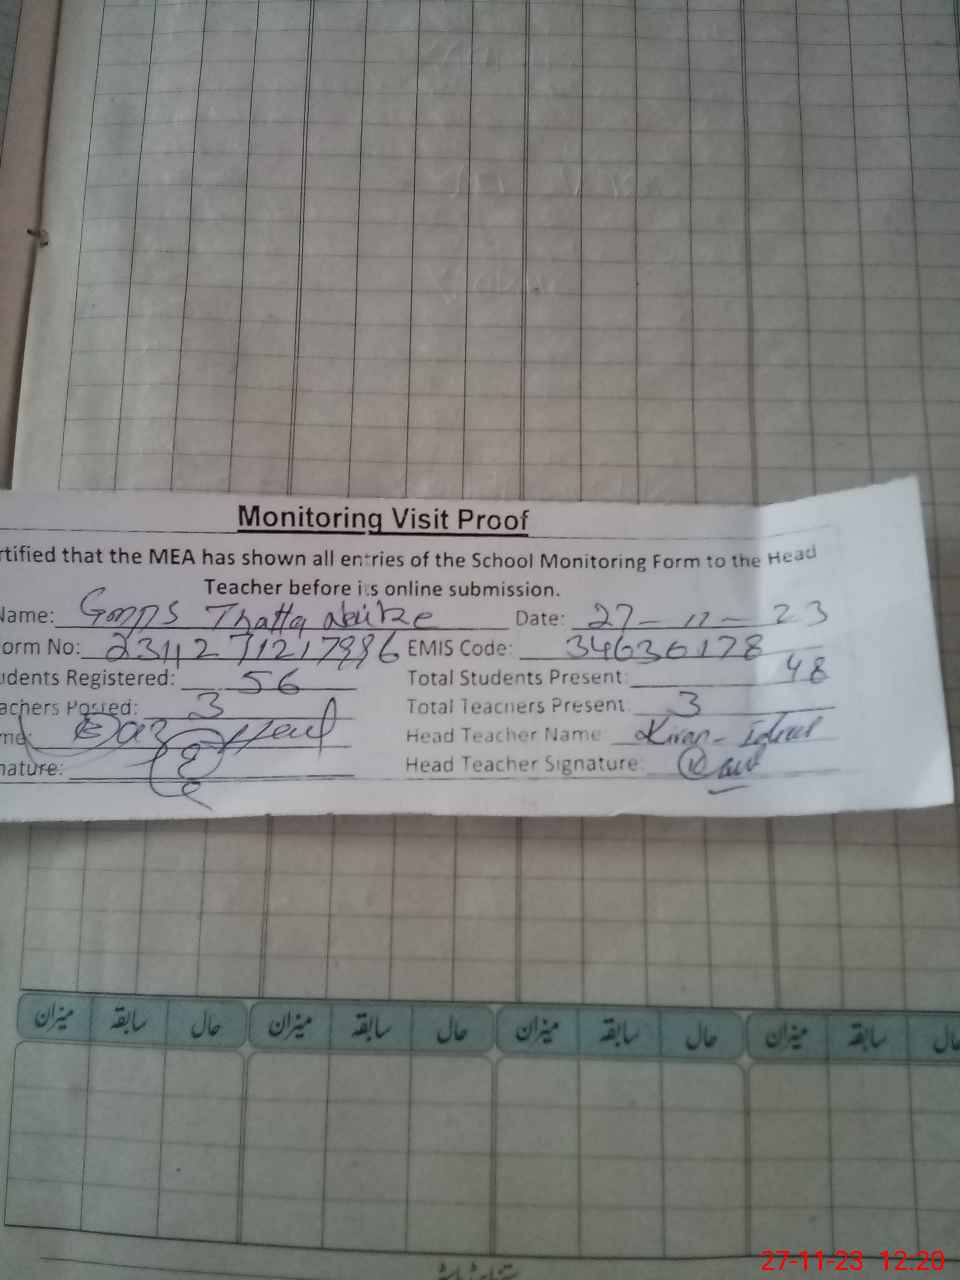 Monitoring Visit Proof
rtified that the MEA has shown all entries of the School Monitoring Form to the Head
Teacher before its online submission.
Name: GMPS Thatta Date: 27-11-23
orm No: EMIS Code: 34636178
udents Registered: 56 Total Students Present: 48
achers Posted: 3 Total Teachers Present: 3
me: Head Teacher Name: Kiran
nature: Head Teacher Signature:
میزان سابقہ حال میزان سابقہ حال میزان سابقہ حال میزان سابقہ حال
27-11-23 12:20